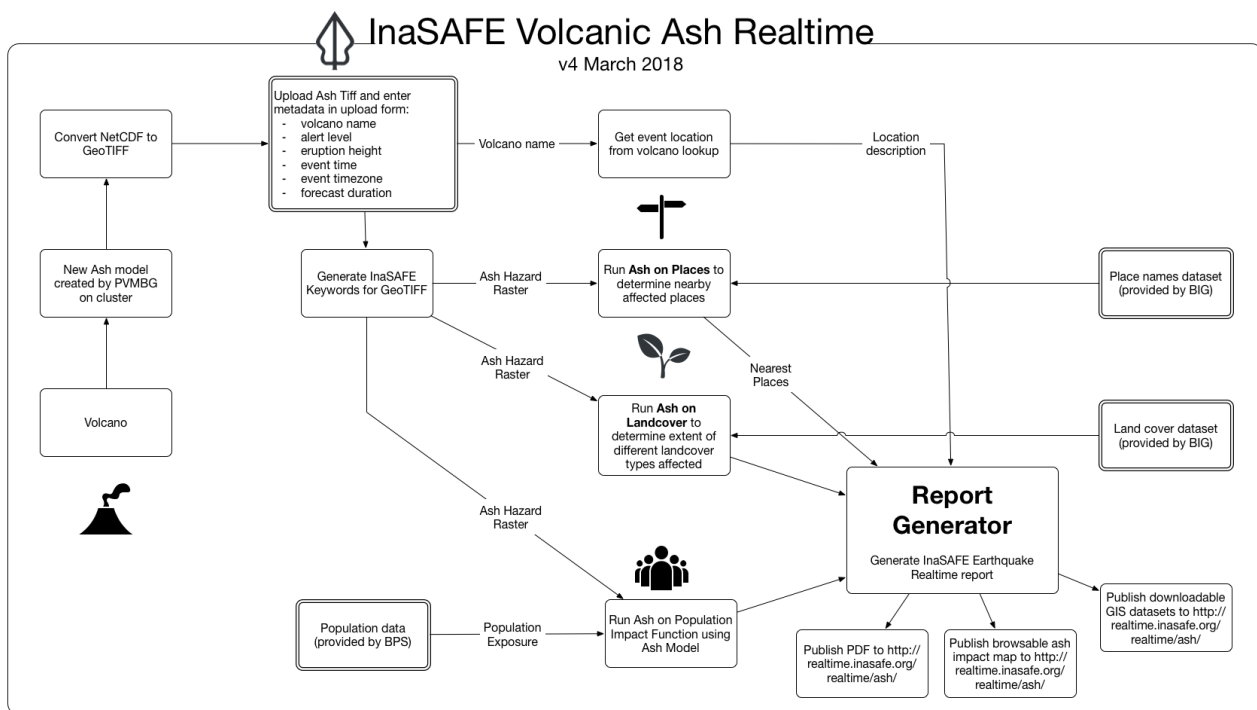 InaSAFE Volcanic Ash Realtime
v4 March 2018
Convert NetCDF to
GeoTIFF
Upload Ash Tiff and enter
metadata in upload form:
- volcano name
- alert level
- eruption height
- event time
- event timezone
- forecast duration
Volcano name
Get event location
from volcano lookup
Location
description
New Ash model
created by PVMBG
on cluster
Generate InaSAFE
Keywords for GeoTIFF
Ash Hazard
Raster
Run Ash on Places to
determine nearby
affected places
Place names dataset
(provided by BIG)
Ash Hazard
Raster
Nearest
Places
Volcano
Run Ash on
Landcover to
determine extent of
different landcover
types affected
Land cover dataset
(provided by BIG)
Ash Hazard
Raster
Report
Generator
Generate InaSAFE Earthquake
Realtime report
Population data
(provided by BPS)
Population
Exposure
Run Ash on Population
Impact Function using
Ash Model
Publish PDF to http://
realtime.inasafe.org/
realtime/ash/
Publish browsable ash
impact map to http://
realtime.inasafe.org/
realtime/ash/
Publish downloadable
GIS datasets to http://
realtime.inasafe.org/
realtime/ash/